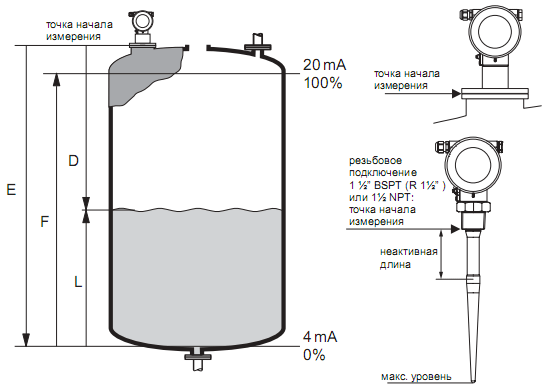 точка начала
измерения
20 mA
100%
D
E
F
L
4 mA
0%
точка начала
измерения
резьбовое
подключение
1 ½" BSPT (R 1½" )
или 1½ NPT:
точка начала
измерения
неактивная
длина
макс. уровень